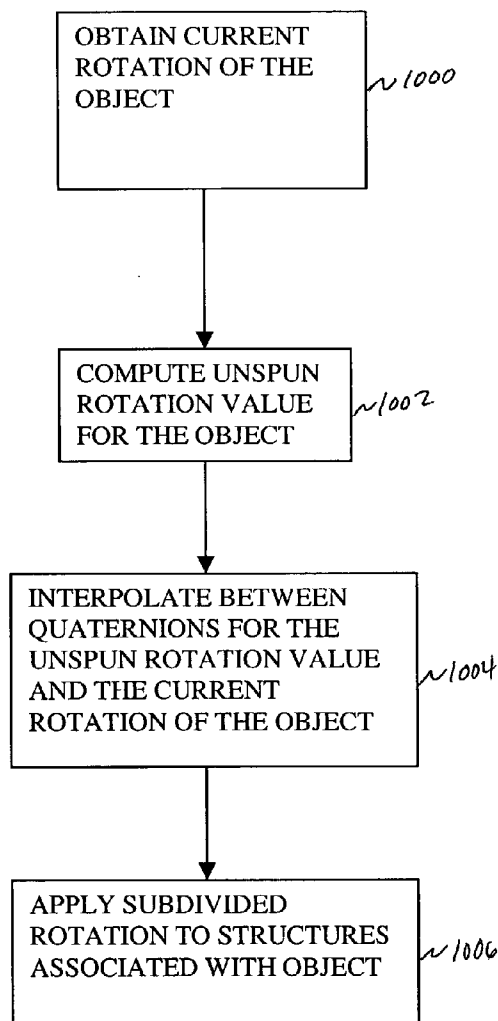 OBTAIN CURRENT
ROTATION OF THE
OBJECT
~1000
COMPUTE UNSPUN
ROTATION VALUE
FOR THE OBJECT
~1002
INTERPOLATE BETWEEN
QUATERNIONS FOR THE
UNSPUN ROTATION VALUE
AND THE CURRENT
ROTATION OF THE OBJECT
~1004
APPLY SUBDIVIDED
ROTATION TO STRUCTURES
ASSOCIATED WITH OBJECT
~1006